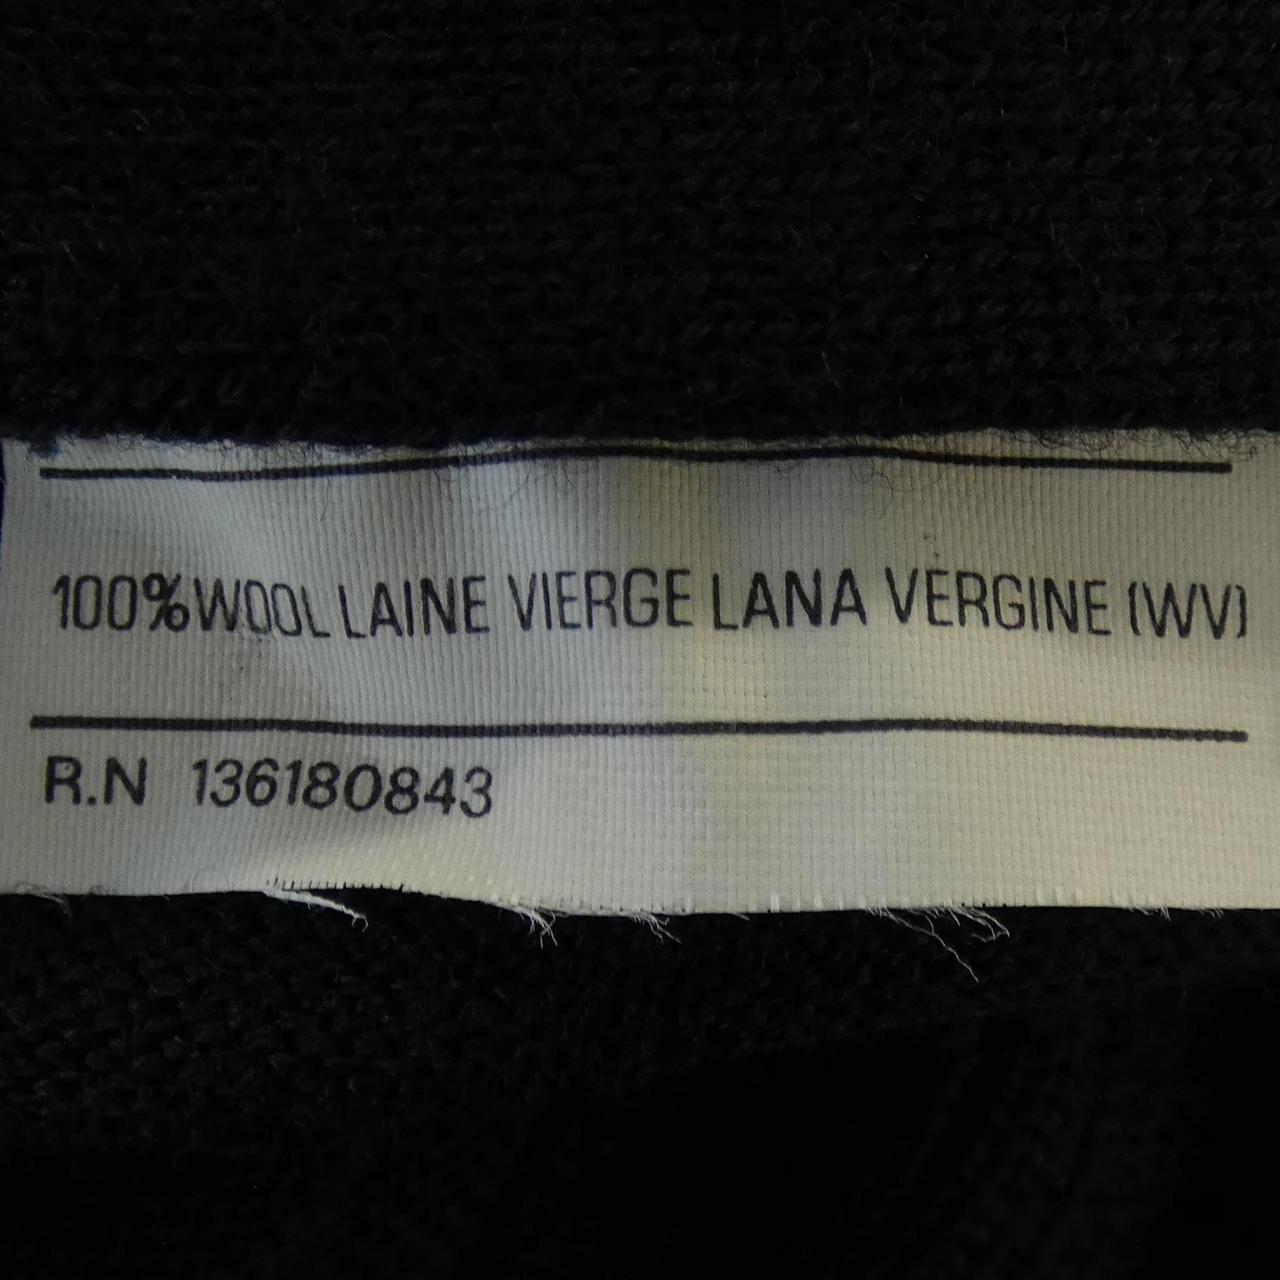 100%WOOL LAINE VIERGE LANA VERGINE (WV)
R.N 136180843